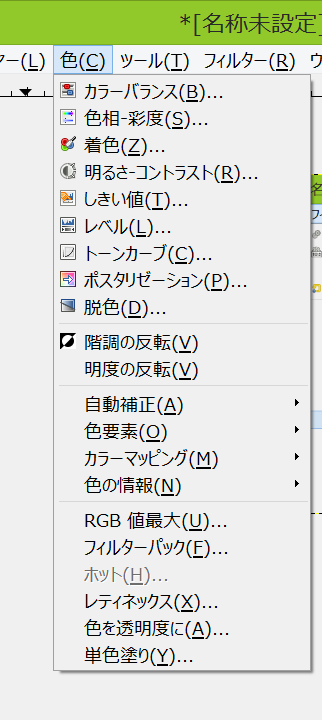 *[名称未設定]
ヤー(L) 色(C) ツール(T) フィルター(R) ウ
カラーバランス(B)...
色相-彩度(S)...
着色(Z)...
明るさ-コントラスト(R)...
しきい値(T)...
レベル(L)...
トーンカーブ(C)...
ポスタリゼーション(P)...
脱色(D)...
階調の反転(V)
明度の反転(V)
自動補正(A)
色要素(O)
カラーマッピング(M)
色の情報(N)
RGB 値最大(U)...
フィルターパック(F)...
ホット(H)...
レティネックス(X)...
色を透明度に(A)...
単色塗り(Y)...